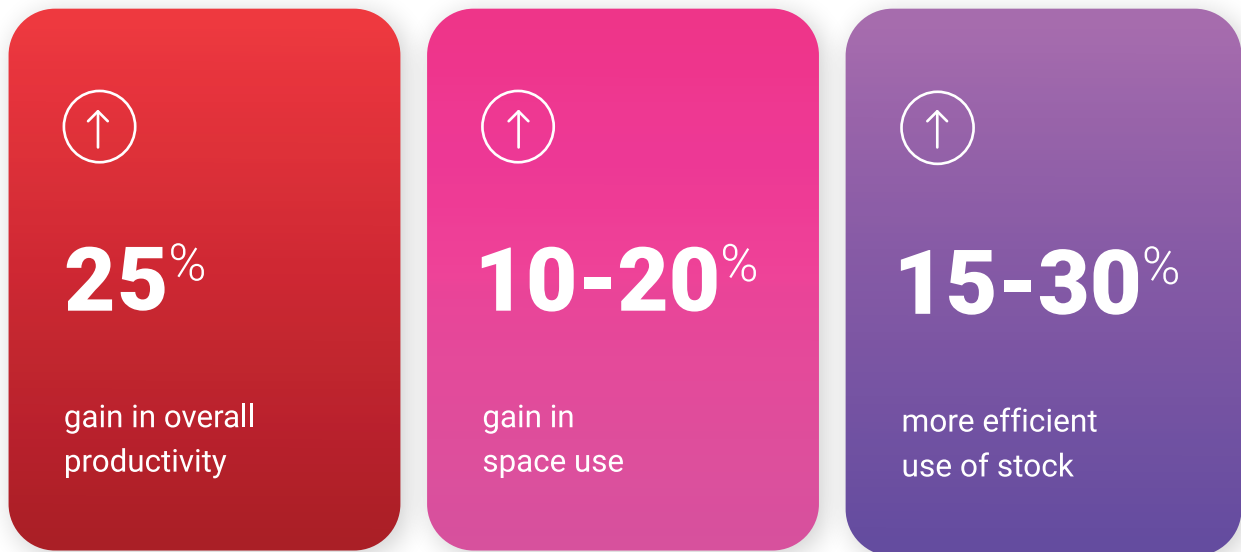 25%
gain in overall
productivity
10-20%
gain in
space use
15-30%
more efficient
use of stock